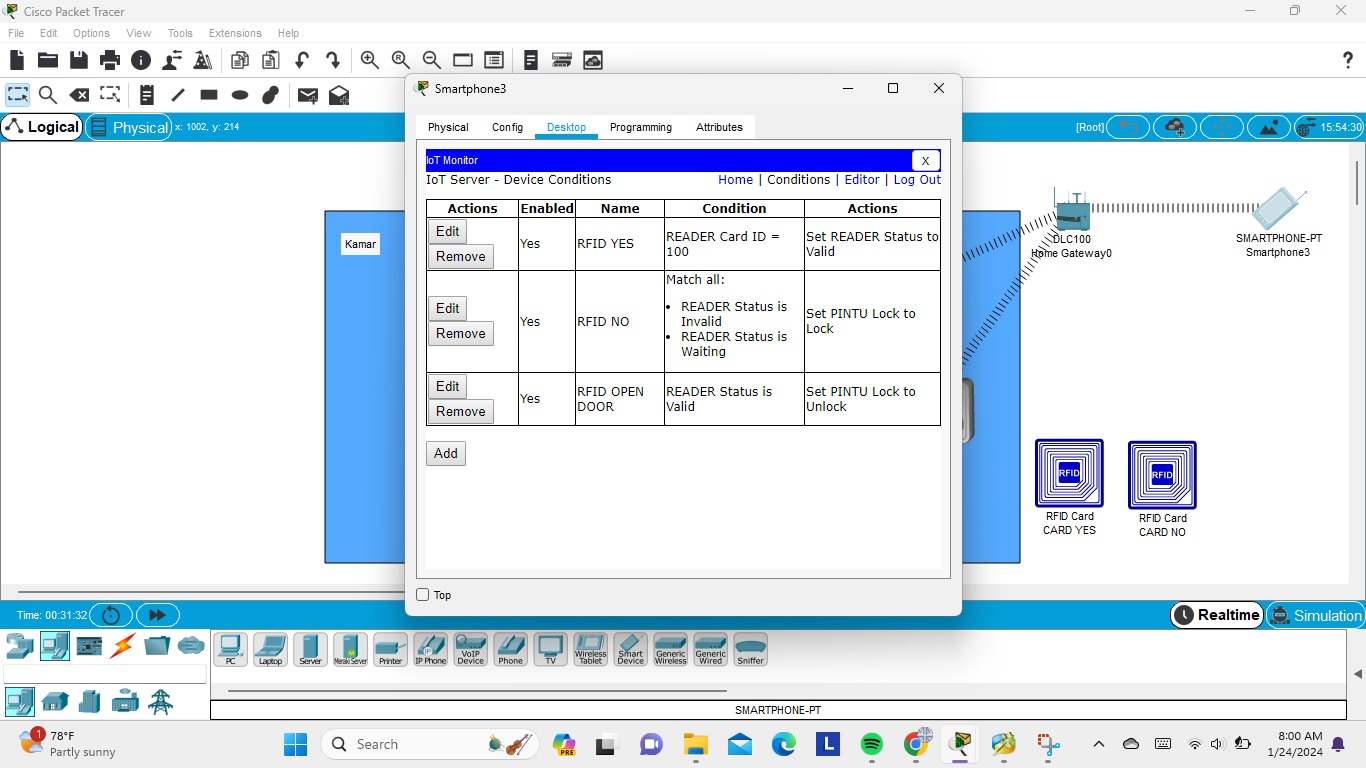 Cisco Packet Tracer
File Edit Options View Tools Extensions Help
Logical
Physical x: 1002, y: 214
[Root]
15:54:30
Smartphone3
Physical Config Desktop Programming Attributes
IoT Monitor
X
IoT Server - Device Conditions
Home | Conditions | Editor | Log Out
Actions Enabled Name Condition Actions
Edit
Remove
Yes
RFID YES
READER Card ID =
100
Set READER Status to
Valid
Edit
Remove
Yes
RFID NO
Match all:
• READER Status is
Invalid
• READER Status is
Waiting
Set PINTU Lock to
Lock
Edit
Remove
Yes
RFID OPEN
DOOR
READER Status is
Valid
Set PINTU Lock to
Unlock
Add
Top
Kamar
DLC100
Home Gateway0
SMARTPHONE-PT
Smartphone3
RFID
RFID Card
CARD YES
RFID
RFID Card
CARD NO
Time: 00:31:32
Realtime
Simulation
PC
Laptop
Server
Meraki Server
Printer
IP Phone
VoIP
Device
Phone
TV
Wireless
Tablet
Smart
Device
Generic
Wireless
Generic
Wired
Sniffer
SMARTPHONE-PT
1
78°F
Partly sunny
Search
PRE
L
8:00 AM
1/24/2024